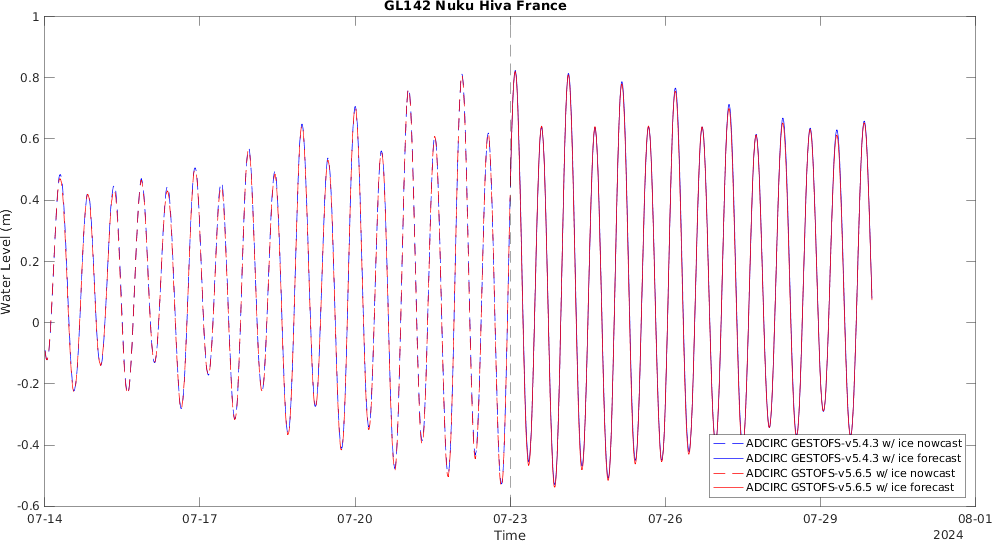 GL142 Nuku Hiva France
1
0.8
0.6
0.4
0.2
0
-0.2
-0.4
-0.6
Water Level (m)
ADCIRC GESTOFS-v5.4.3 w/ ice nowcast
ADCIRC GESTOFS-v5.4.3 w/ ice forecast
ADCIRC GSTOFS-v5.6.5 w/ ice nowcast
ADCIRC GSTOFS-v5.6.5 w/ ice forecast
07-14 07-17 07-20 07-23 07-26 07-29 08-01
Time
2024